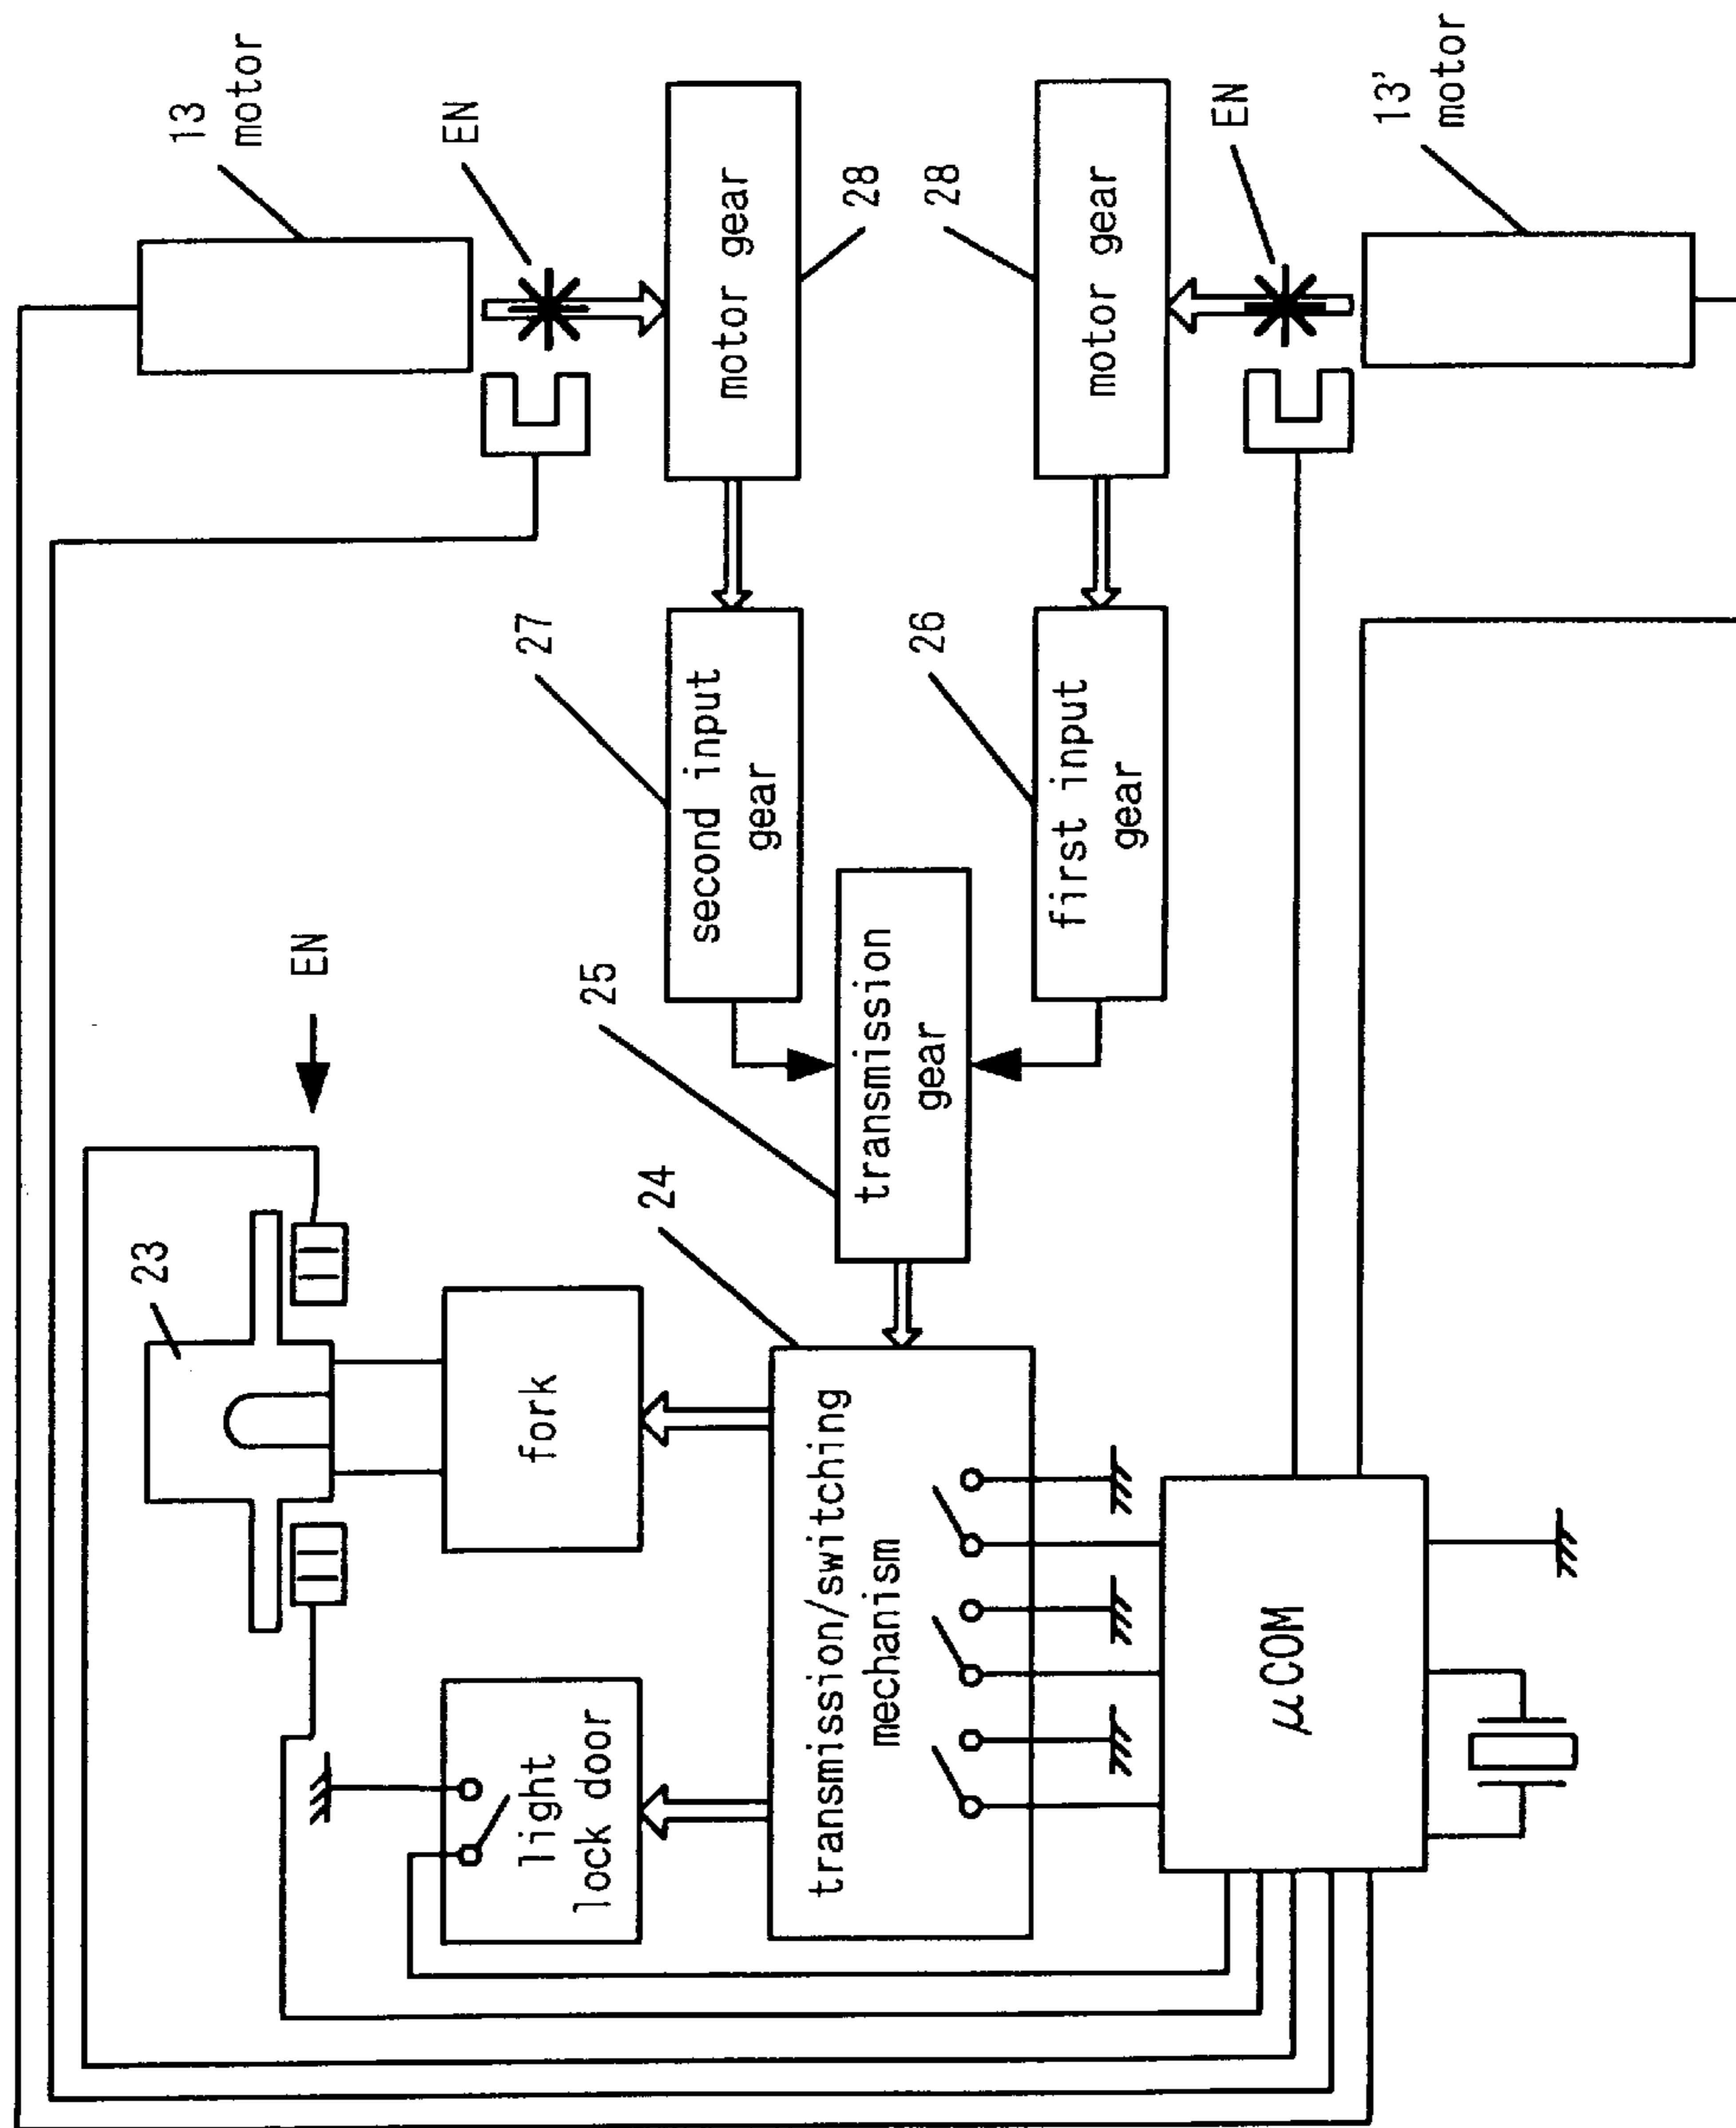 13
motor
EN
motor gear
28
28
motor gear
EN
13'
motor
27
second input
gear
26
first input
gear
25
transmission
gear
EN
23
fork
24
transmission/switching
mechanism
light
lock door
μCOM